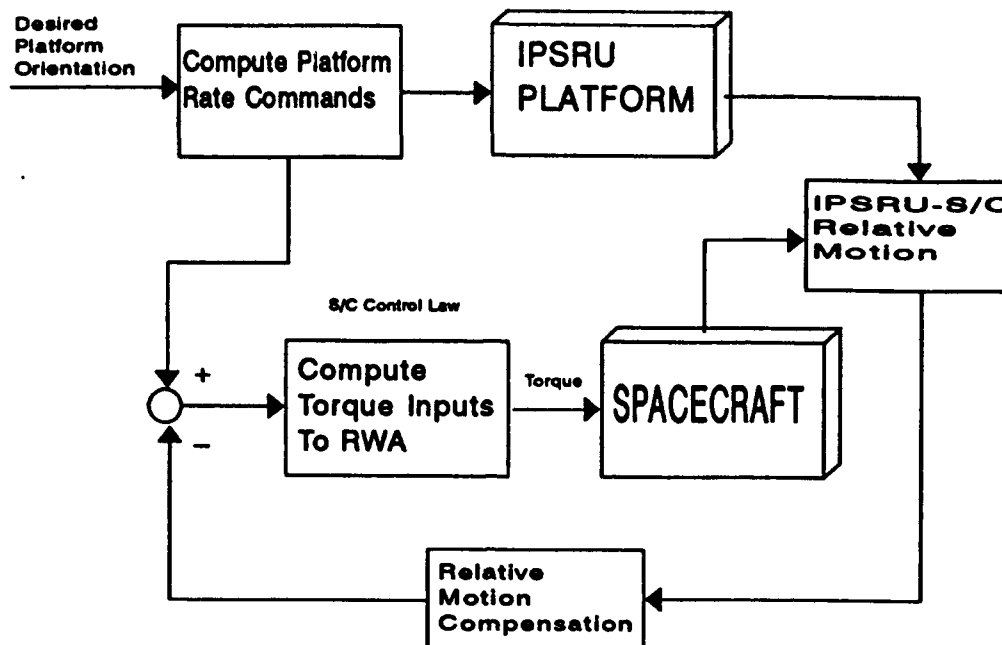 Desired
Platform
Orientation
Compute Platform
Rate Commands
IPSRU
PLATFORM
IPSRU-S/C
Relative
Motion
S/C Control Law
+
−
Compute
Torque Inputs
To RWA
Torque
SPACECRAFT
Relative
Motion
Compensation